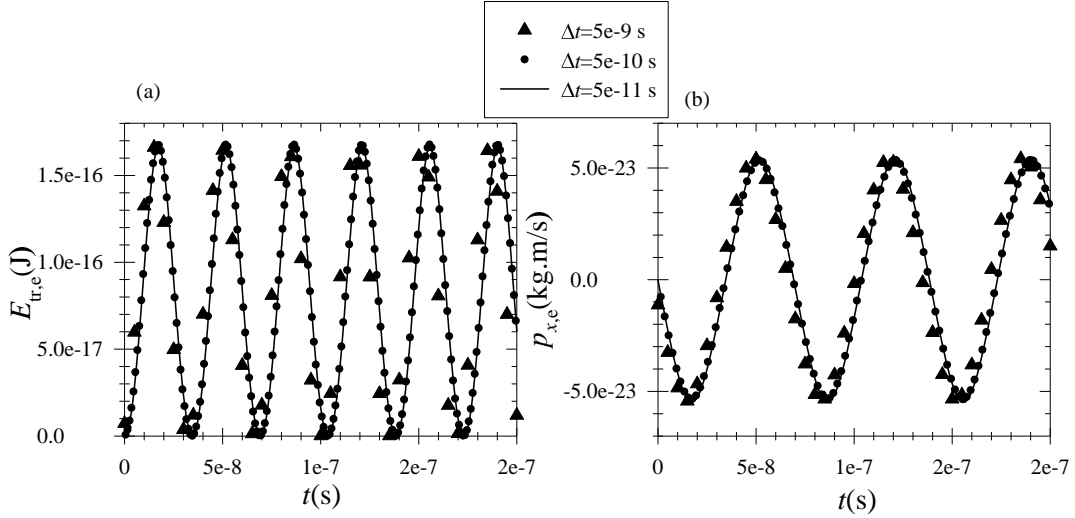 Δt=5e-9 s
Δt=5e-10 s
Δt=5e-11 s
(a)
E_tr,e(J)
1.5e-16
1.0e-16
5.0e-17
0.0
0 5e-8 1e-7 2e-7 2e-7
t(s)
(b)
p_x,e(kg.m/s)
5.0e-23
0.0
-5.0e-23
0 5e-8 1e-7 2e-7 2e-7
t(s)